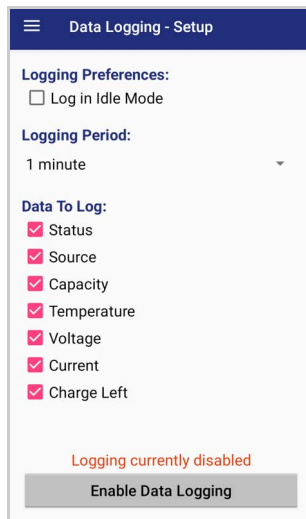 Data Logging - Setup
Logging Preferences:
Log in Idle Mode
Logging Period:
1 minute
Data To Log:
Status
Source
Capacity
Temperature
Voltage
Current
Charge Left
Logging currently disabled
Enable Data Logging